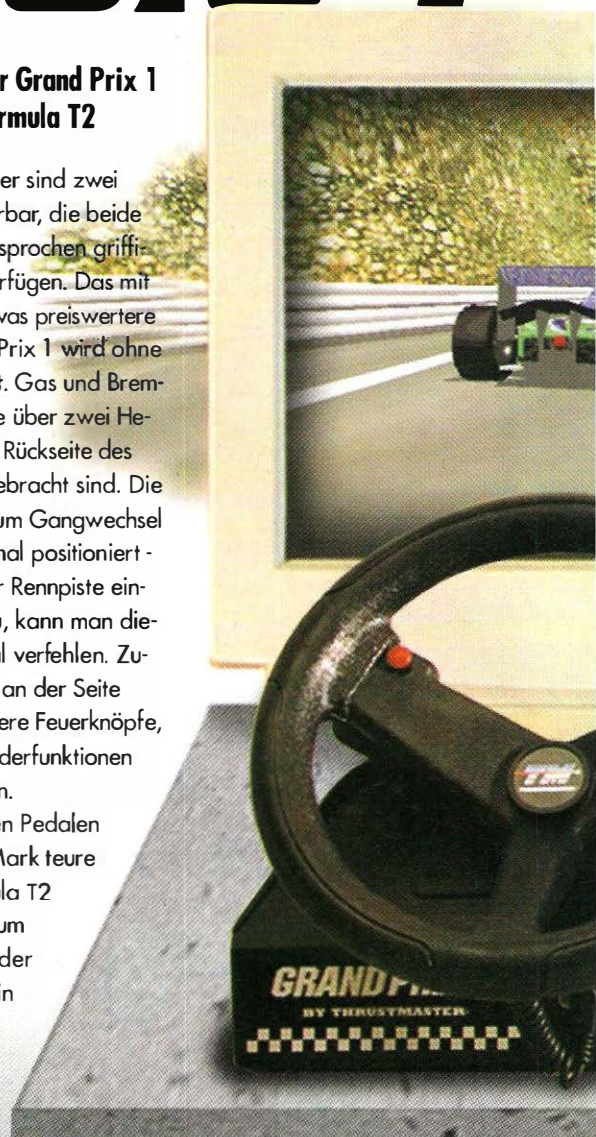 r Grand Prix 1
rmula T2
er sind zwei
rbar, die beide
sprochen griffi-
rfügen. Das mit
was preiswertere
Prix 1 wird ohne
t. Gas und Brem-
e über zwei He-
Rückseite des
ebracht sind. Die
um Gangwechsel
nal positioniert -
r Rennpiste ein-
u, kann man die-
l verfehlen. Zu-
an der Seite
ere Feuerknöpfe,
derfunktionen
n.
en Pedalen
Mark teure
la T2
um
der
in
GRAND
BY THRUSTMASTER